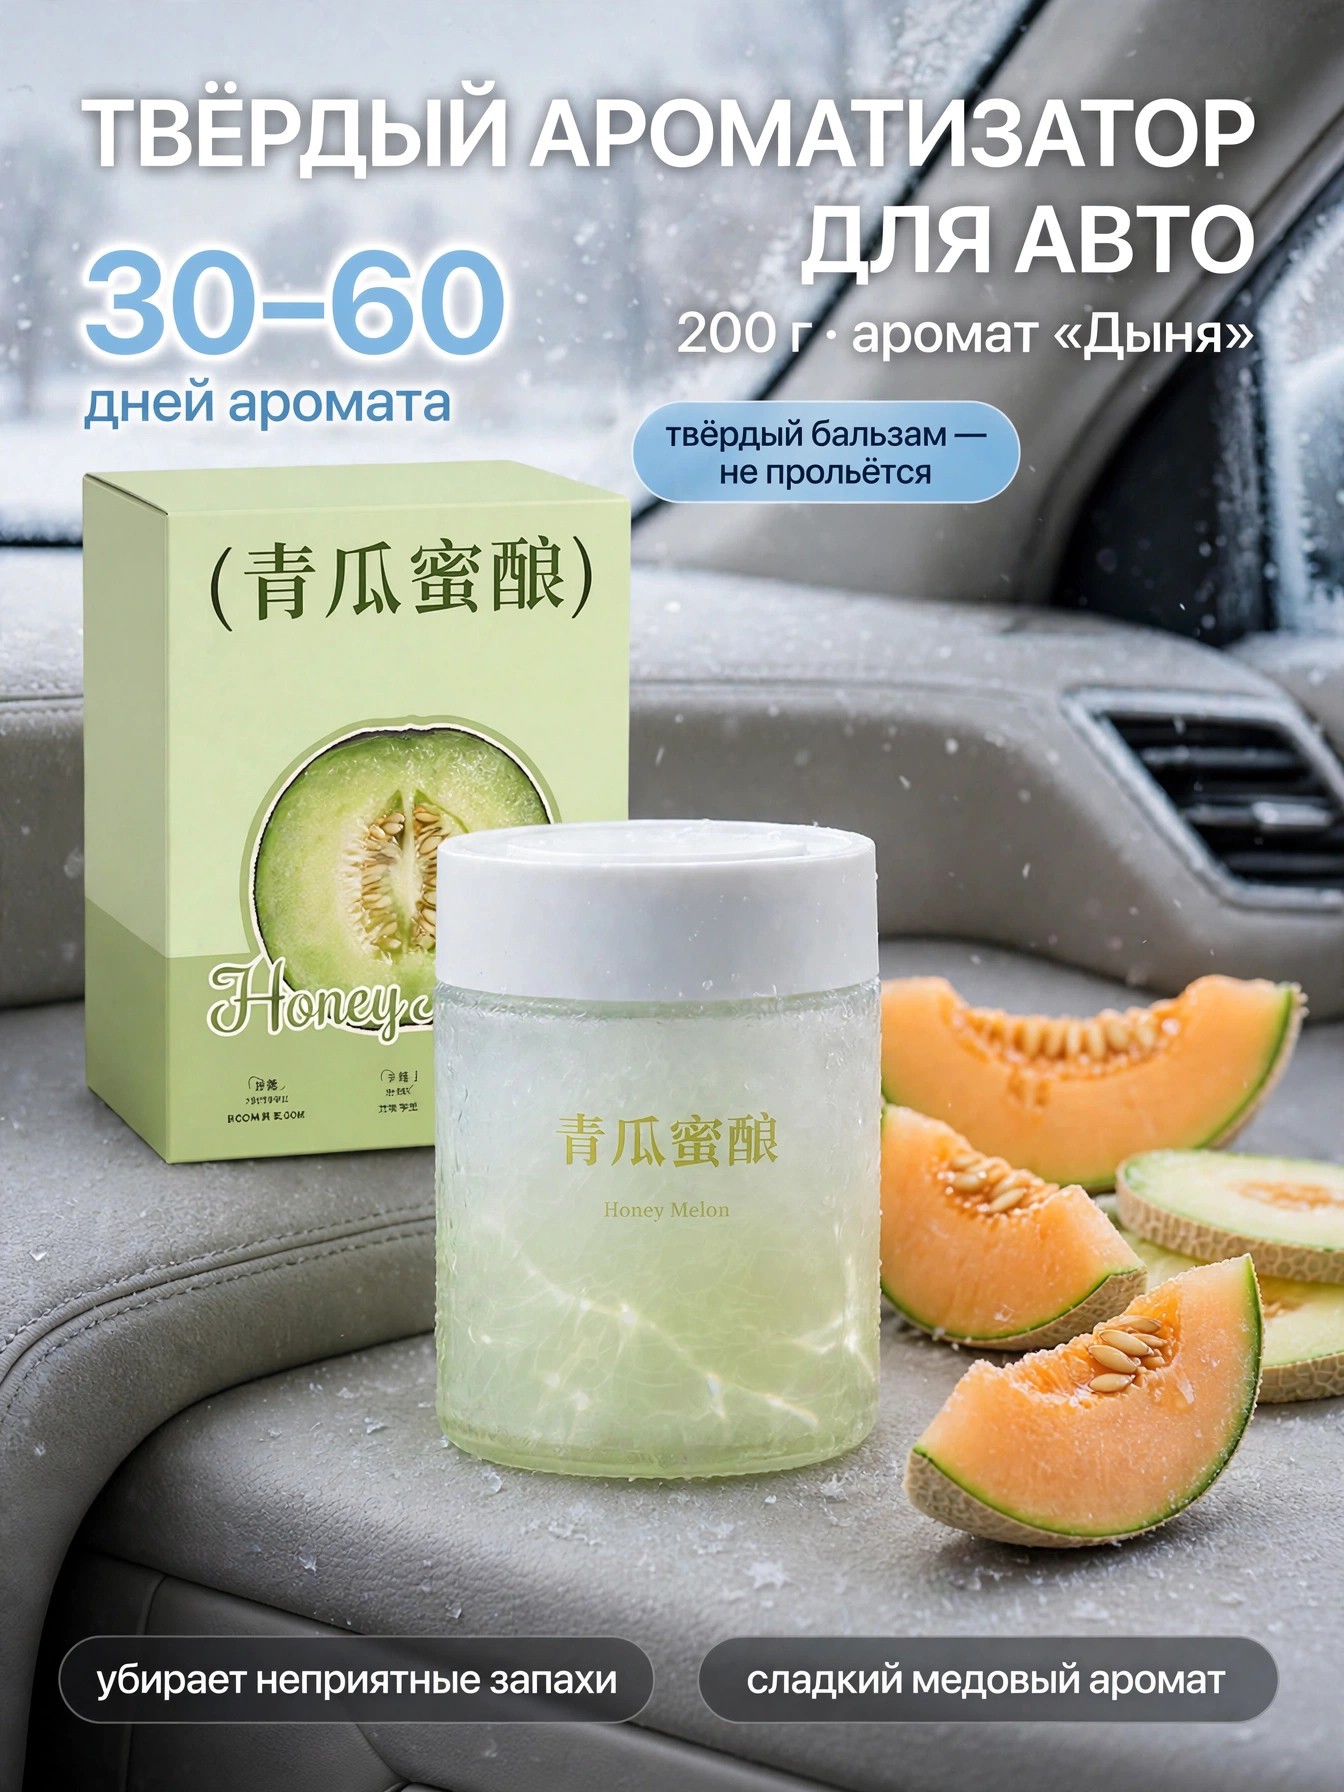 ТВЁРДЫЙ АРОМАТИЗАТОР
ДЛЯ АВТО
200 г · аромат «Дыня»
30–60
дней аромата
твёрдый бальзам —
не прольётся
(青瓜蜜酿)
Honey
青瓜蜜酿
Honey Melon
убирает неприятные запахи
сладкий медовый аромат